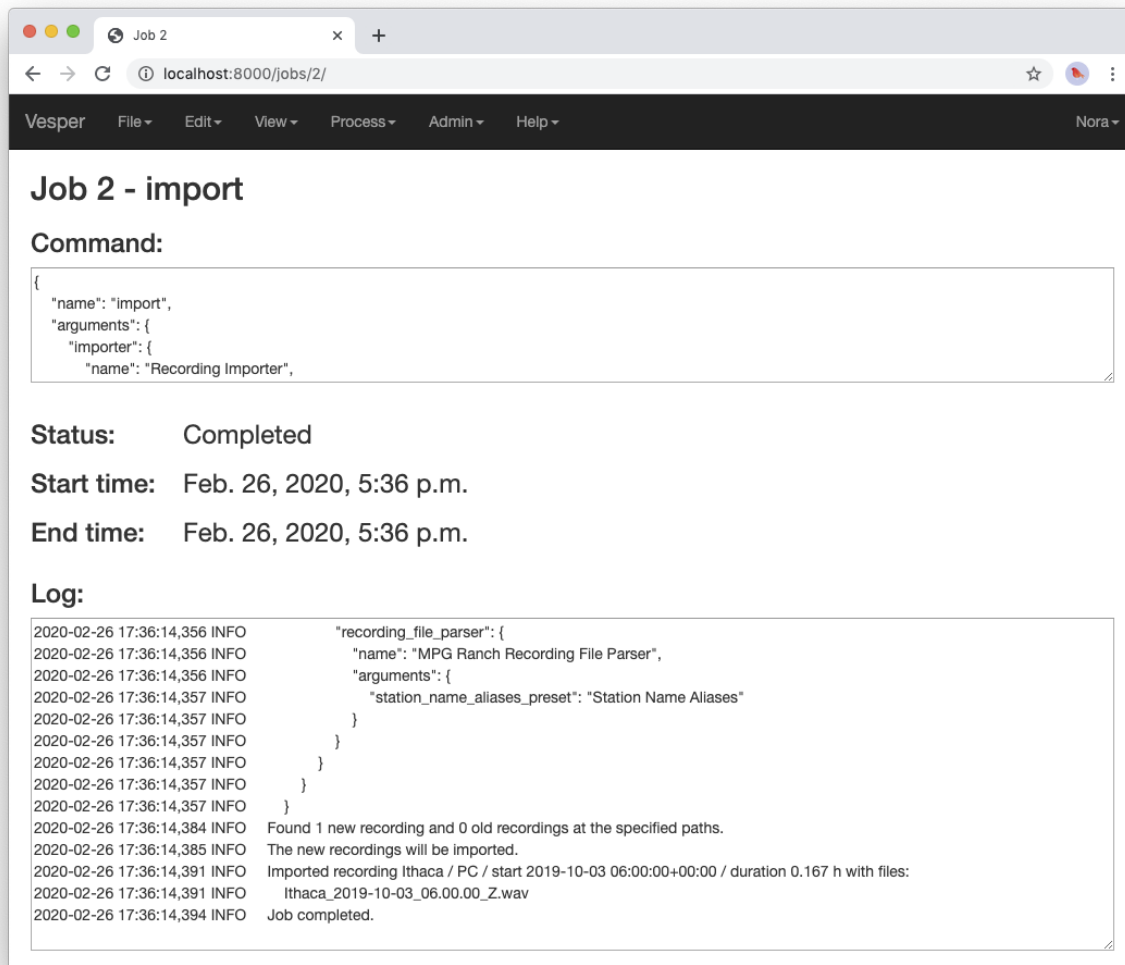 Job 2
localhost:8000/jobs/2/
Vesper File Edit View Process Admin Help Nora
Job 2 - import
Command:
{
"name": "import",
"arguments": {
"importer": {
"name": "Recording Importer",
Status: Completed
Start time: Feb. 26, 2020, 5:36 p.m.
End time: Feb. 26, 2020, 5:36 p.m.
Log:
2020-02-26 17:36:14,356 INFO "recording_file_parser": {
2020-02-26 17:36:14,356 INFO "name": "MPG Ranch Recording File Parser",
2020-02-26 17:36:14,356 INFO "arguments": {
2020-02-26 17:36:14,357 INFO "station_name_aliases_preset": "Station Name Aliases"
2020-02-26 17:36:14,357 INFO }
2020-02-26 17:36:14,357 INFO }
2020-02-26 17:36:14,357 INFO }
2020-02-26 17:36:14,357 INFO }
2020-02-26 17:36:14,357 INFO }
2020-02-26 17:36:14,384 INFO Found 1 new recording and 0 old recordings at the specified paths.
2020-02-26 17:36:14,385 INFO The new recordings will be imported.
2020-02-26 17:36:14,391 INFO Imported recording Ithaca / PC / start 2019-10-03 06:00:00+00:00 / duration 0.167 h with files:
2020-02-26 17:36:14,391 INFO Ithaca_2019-10-03_06.00.00_Z.wav
2020-02-26 17:36:14,394 INFO Job completed.